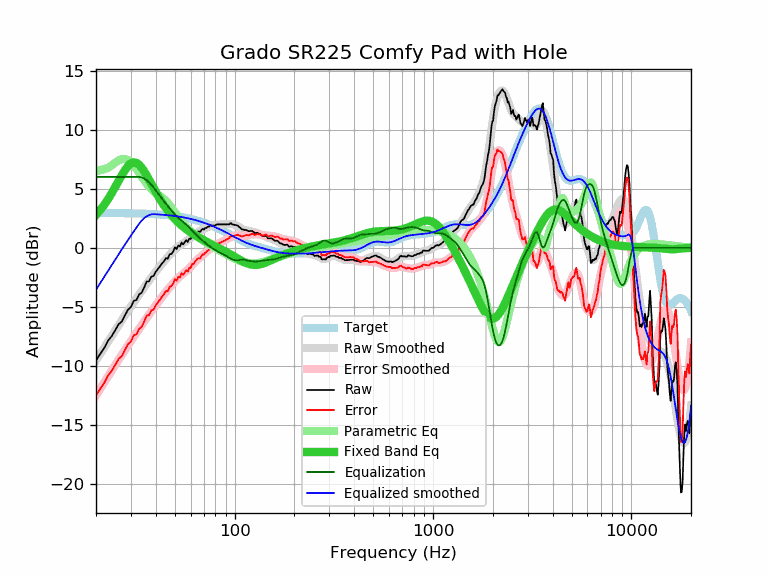 Grado SR225 Comfy Pad with Hole
15
10
5
0
−5
−10
−15
−20
Amplitude (dBr)
Target
Raw Smoothed
Error Smoothed
Raw
Error
Parametric Eq
Fixed Band Eq
Equalization
Equalized smoothed
100
1000
10000
Frequency (Hz)